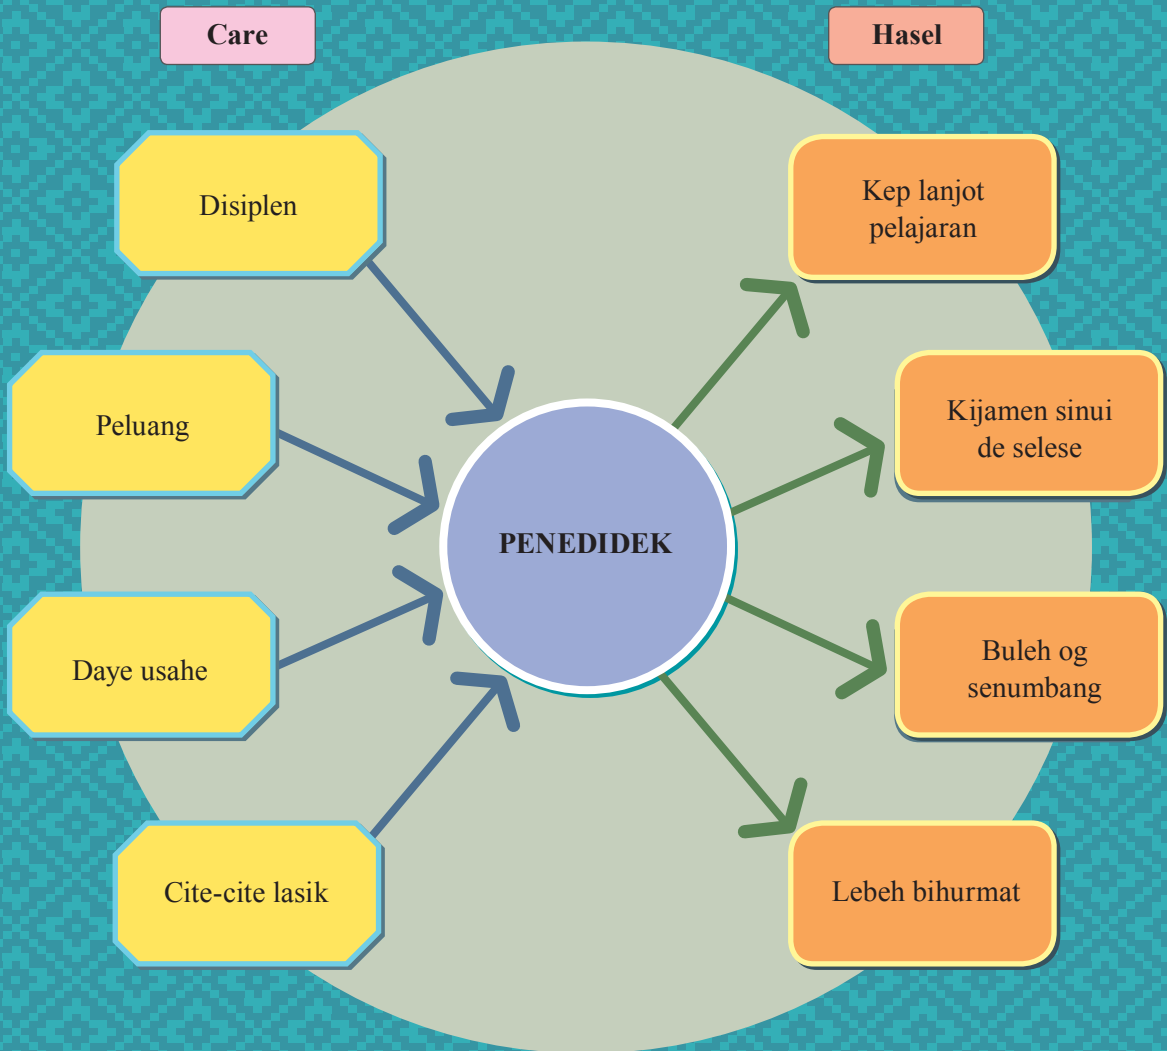 Care
Hasel
Disiplen
Peluang
Daye usahe
Cite-cite lasik
PENEDIDEK
Kep lanjot
pelajaran
Kijamen sinui
de selese
Buleh og
senumbang
Lebeh bihurmat